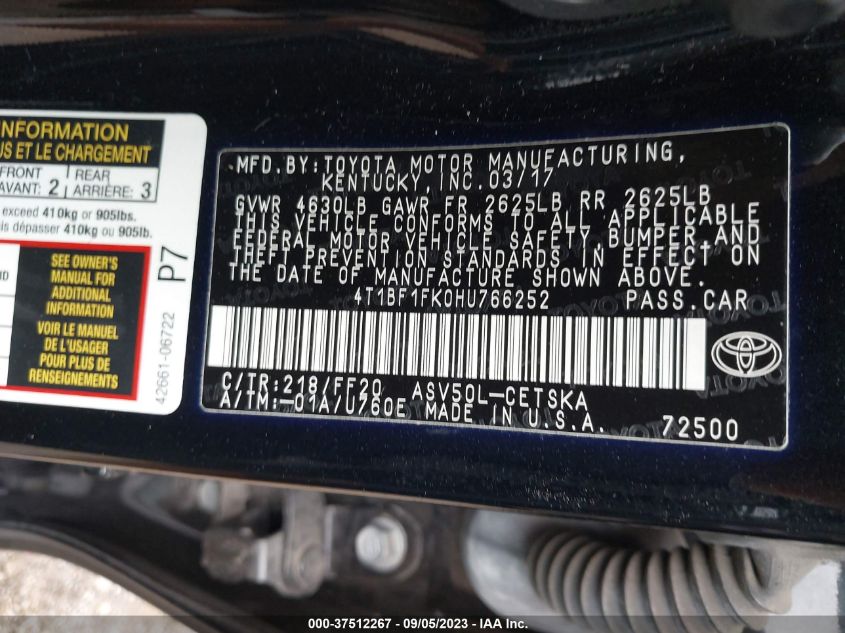 NFORMATION
US ET LE CHARGEMENT
FRONT
AVANT: 2
REAR
ARRIÈRE: 3
exceed 410kg or 905lbs.
dépasser 410kg ou 905lb.
SEE OWNER'S
MANUAL FOR
ADDITIONAL
INFORMATION
VOIR LE MANUEL
DE L'USAGER
POUR PLUS DE
RENSEIGNEMENTS
P7
42661-06722
MFD.BY:TOYOTA MOTOR MANUFACTURING,
KENTUCKY, INC.03/17
GVWR 4630LB GAWR FR 2625LB RR 2625LB
THIS VEHICLE CONFORMS TO ALL APPLICABLE
FEDERAL MOTOR VEHICLE SAFETY,BUMPER,AND
THEFT PREVENTION STANDARDS IN EFFECT ON
THE DATE OF MANUFACTURE SHOWN ABOVE.
4T1BF1FK0HU766252 PASS.CAR
C/TR:218/FF20 ASV50L-CETSKA
A/TM:-01A/U760E MADE IN U.S.A. 72500
000-37512267 - 09/05/2023 - IAA Inc.